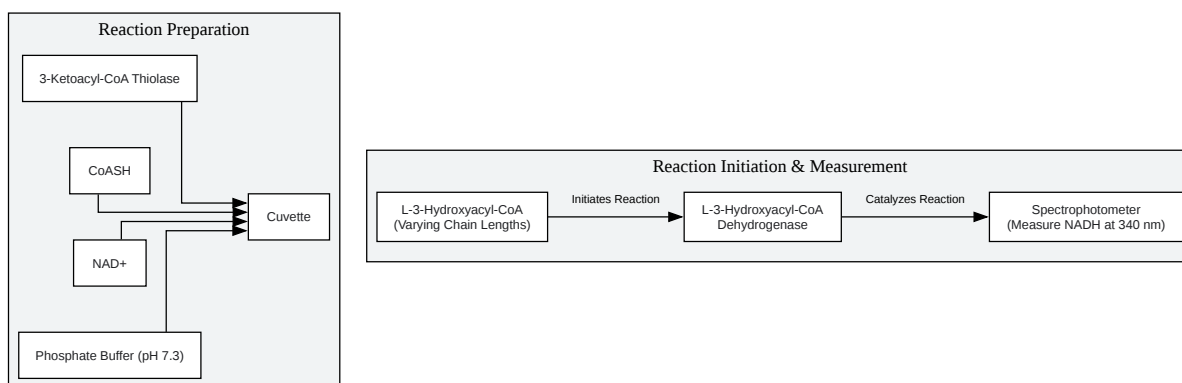 Reaction Preparation
3-Ketoacyl-CoA Thiolase
CoASH
Cuvette
NAD+
Phosphate Buffer (pH 7.3)
Reaction Initiation & Measurement
L-3-Hydroxyacyl-CoA
(Varying Chain Lengths)
Initiates Reaction
L-3-Hydroxyacyl-CoA
Dehydrogenase
Catalyzes Reaction
Spectrophotometer
(Measure NADH at 340 nm)